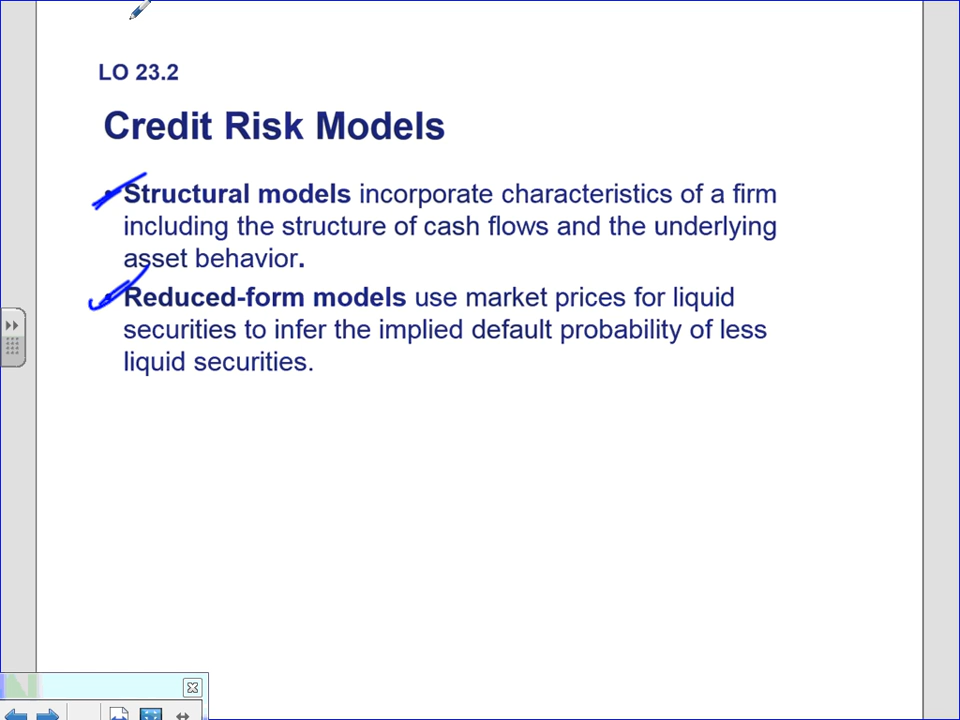 LO 23.2
Credit Risk Models
• Structural models incorporate characteristics of a firm
including the structure of cash flows and the underlying
asset behavior.
• Reduced-form models use market prices for liquid
securities to infer the implied default probability of less
liquid securities.